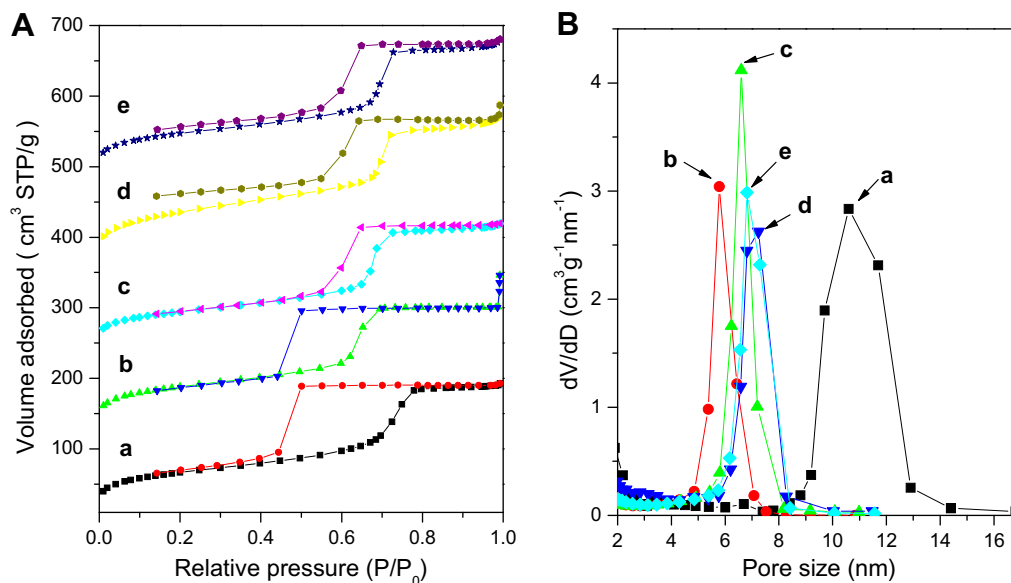 A
Volume adsorbed ( cm³ STP/g)
700
600
500
400
300
200
100
e
d
c
b
a
0.0 0.2 0.4 0.6 0.8 1.0
Relative pressure (P/P₀)
B
dV/dD (cm³g⁻¹nm⁻¹)
4
3
2
1
0
c
b
e
a
d
2 4 6 8 10 12 14 16
Pore size (nm)